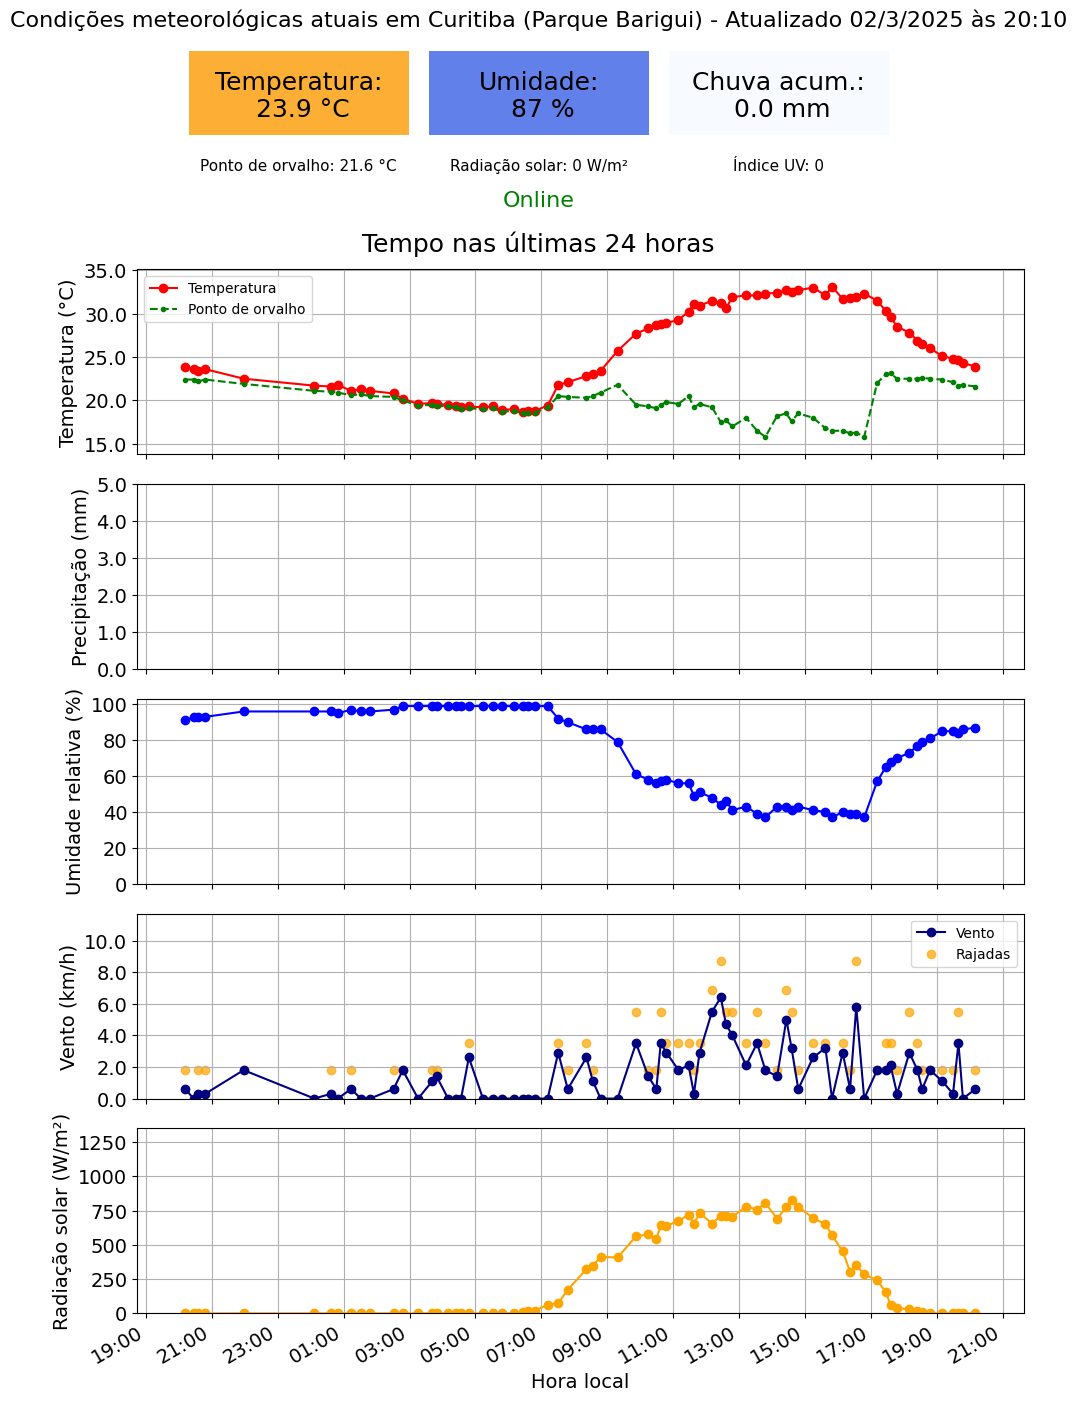 Condições meteorológicas atuais em Curitiba (Parque Barigui) - Atualizado 02/3/2025 às 20:10
Temperatura:
23.9 °C
Umidade:
87 %
Chuva acum.:
0.0 mm
Ponto de orvalho: 21.6 °C
Radiação solar: 0 W/m²
Índice UV: 0
Online
Tempo nas últimas 24 horas
Temperatura (°C)
35.0
30.0
25.0
20.0
15.0
Temperatura
Ponto de orvalho
Precipitação (mm)
5.0
4.0
3.0
2.0
1.0
0.0
Umidade relativa (%)
100
80
60
40
20
0
Vento (km/h)
10.0
8.0
6.0
4.0
2.0
0.0
Vento
Rajadas
Radiação solar (W/m²)
1250
1000
750
500
250
0
19:00
21:00
23:00
01:00
03:00
05:00
07:00
09:00
11:00
13:00
15:00
17:00
19:00
21:00
Hora local